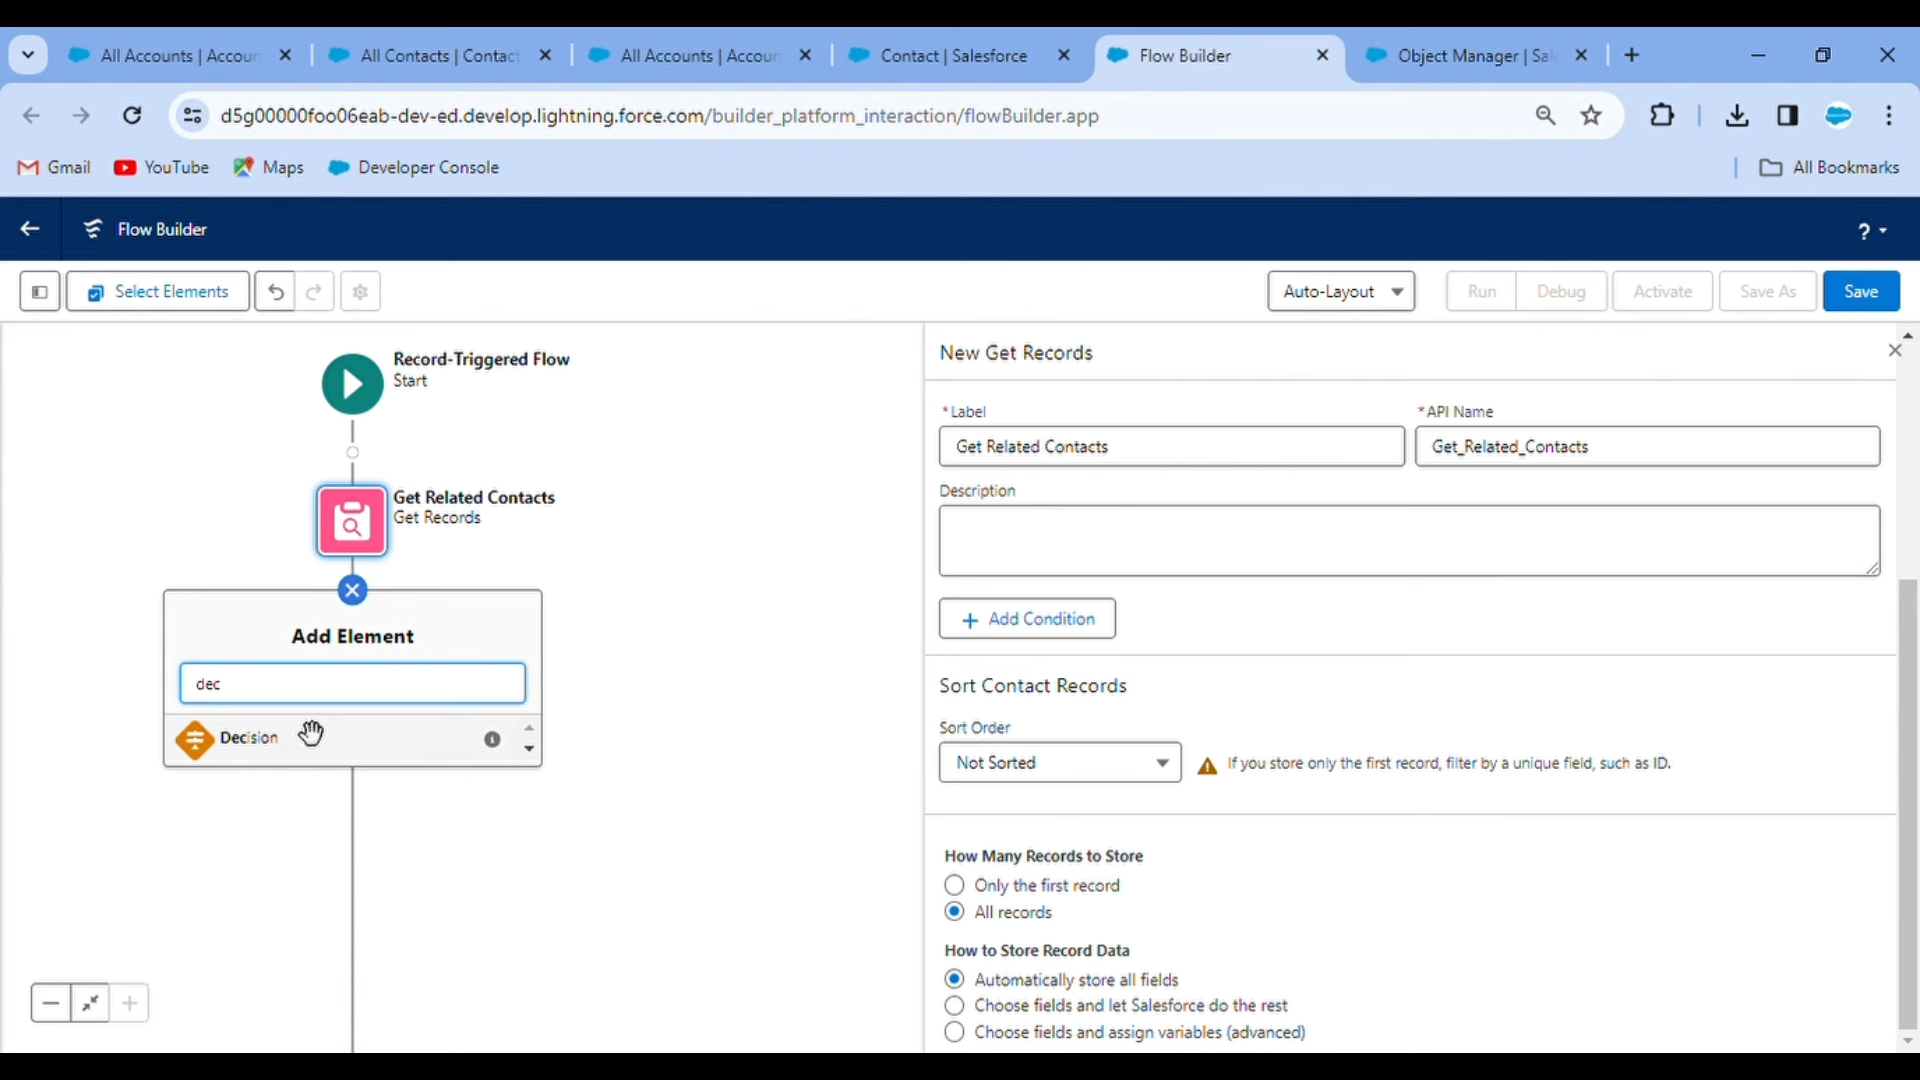 All Accounts | Accoun
All Contacts | Contact
All Accounts | Accoun
Contact | Salesforce
Flow Builder
Object Manager | Sal
d5g00000foo06eab-dev-ed.develop.lightning.force.com/builder_platform_interaction/flowBuilder.app
Gmail
YouTube
Maps
Developer Console
All Bookmarks
Flow Builder
?
Select Elements
Auto-Layout
Run
Debug
Activate
Save As
Save
Record-Triggered Flow
Start
Get Related Contacts
Get Records
Add Element
dec
Decision
New Get Records
*Label
*API Name
Get Related Contacts
Get_Related_Contacts
Description
+ Add Condition
Sort Contact Records
Sort Order
Not Sorted
If you store only the first record, filter by a unique field, such as ID.
How Many Records to Store
Only the first record
All records
How to Store Record Data
Automatically store all fields
Choose fields and let Salesforce do the rest
Choose fields and assign variables (advanced)